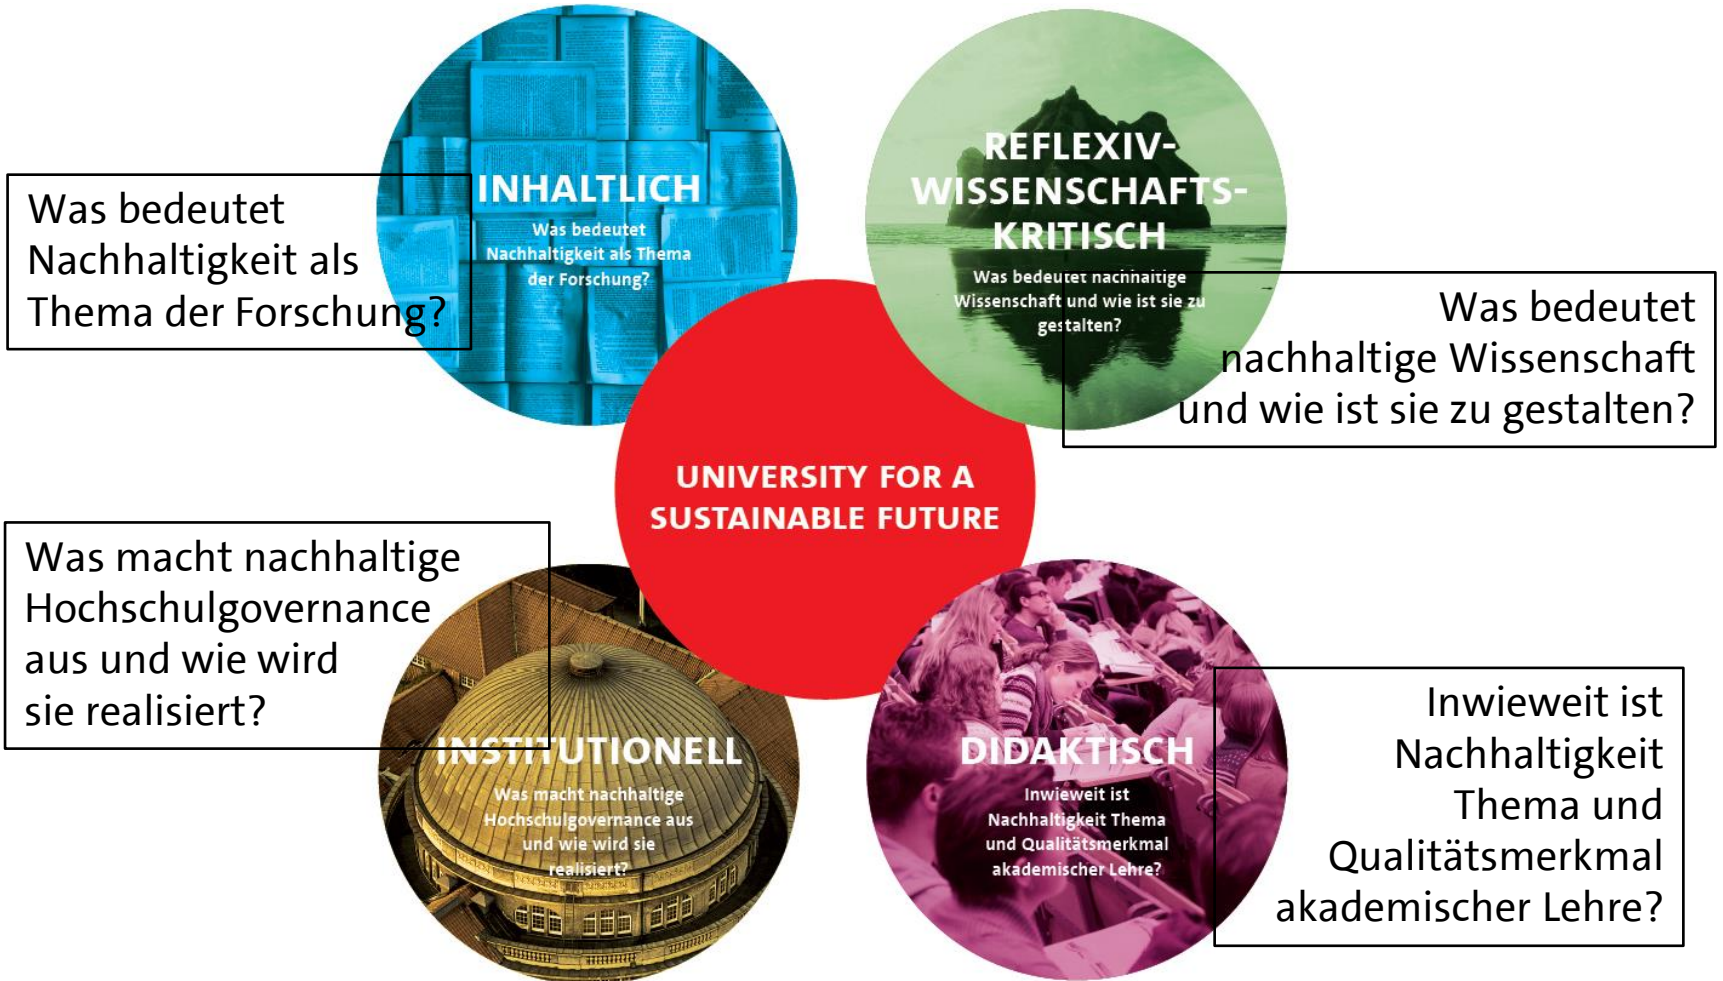 Was bedeutet
Nachhaltigkeit als
Thema der Forschung?
INHALTLICH
Was bedeutet
Nachhaltigkeit als Thema
der Forschung?
REFLEXIV-
WISSENSCHAFTS-
KRITISCH
Was bedeutet nachhaltige
Wissenschaft und wie ist sie zu
gestalten?
Was bedeutet
nachhaltige Wissenschaft
und wie ist sie zu gestalten?
UNIVERSITY FOR A
SUSTAINABLE FUTURE
Was macht nachhaltige
Hochschulgovernance
aus und wie wird
sie realisiert?
INSTITUTIONELL
Was macht nachhaltige
Hochschulgovernance aus
und wie wird sie
realisiert?
DIDAKTISCH
Inwieweit ist
Nachhaltigkeit Thema
und Qualitätsmerkmal
akademischer Lehre?
Inwieweit ist
Nachhaltigkeit
Thema und
Qualitätsmerkmal
akademischer Lehre?